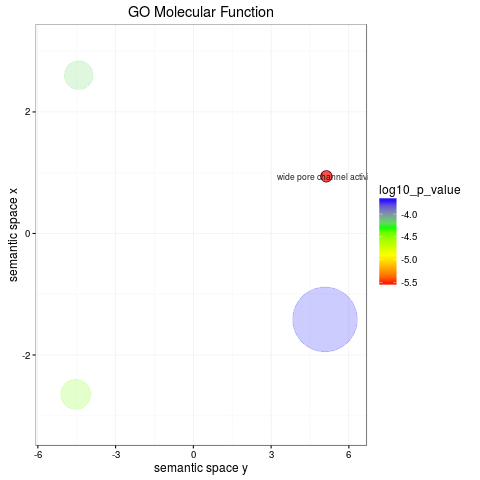 GO Molecular Function
2
0
-2
semantic space x
wide pore channel activi
-6
-3
0
3
6
semantic space y
log10_p_value
-4.0
-4.5
-5.0
-5.5